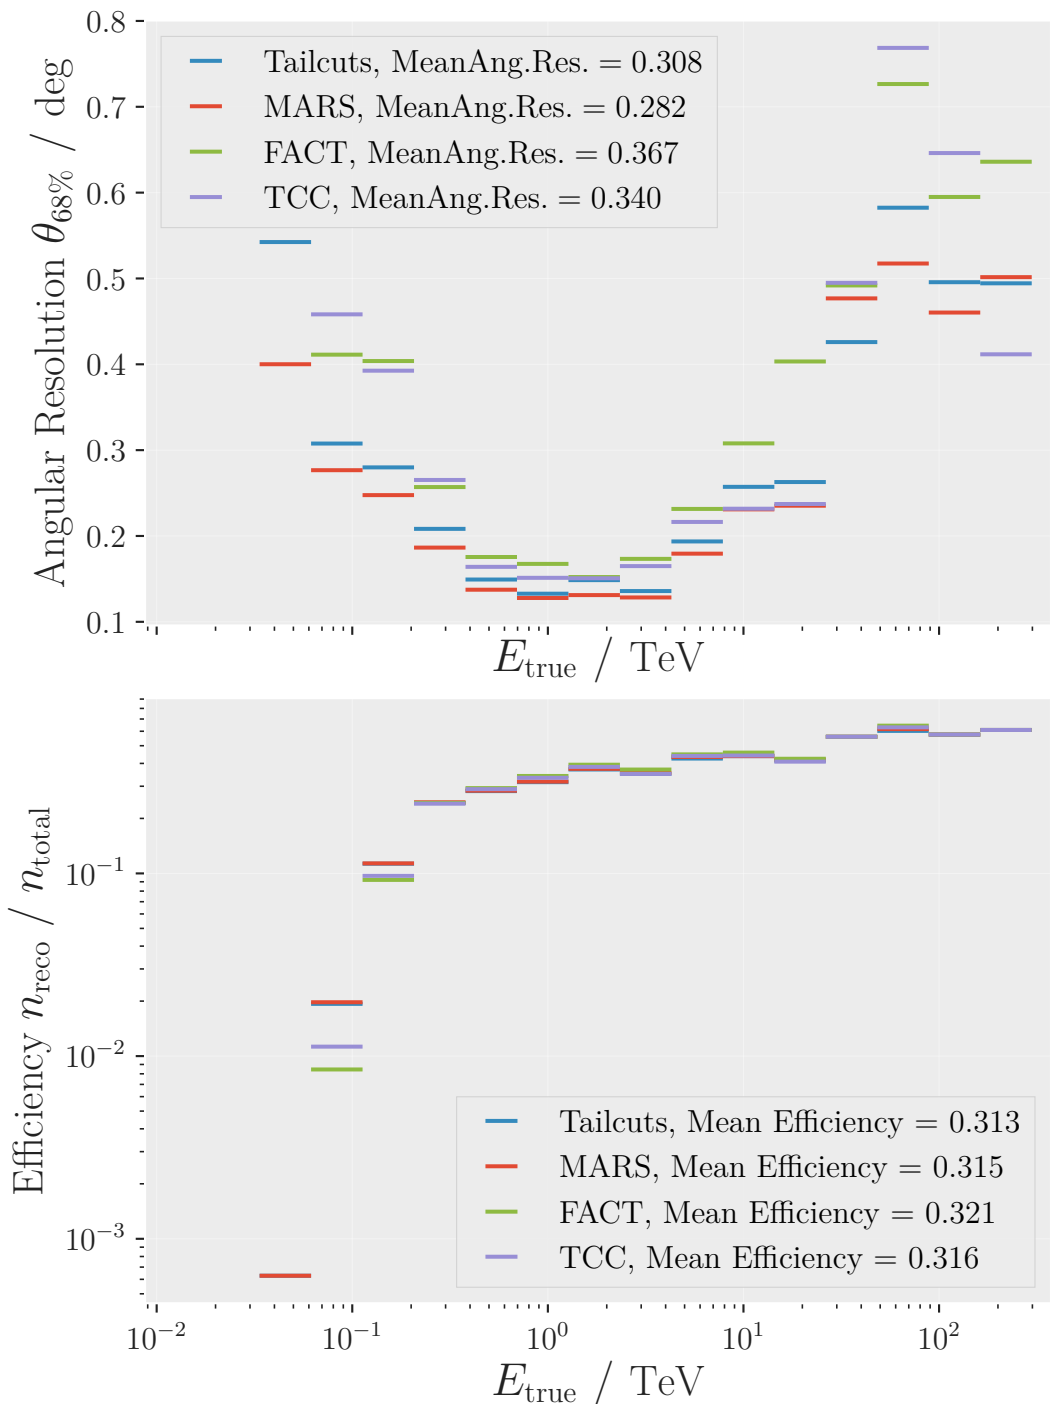 Angular Resolution θ68% / deg
0.8
0.7
0.6
0.5
0.4
0.3
0.2
0.1
Tailcuts, MeanAng.Res. = 0.308
MARS, MeanAng.Res. = 0.282
FACT, MeanAng.Res. = 0.367
TCC, MeanAng.Res. = 0.340
Etrue / TeV
Efficiency nreco / ntotal
10⁻¹
10⁻²
10⁻³
Tailcuts, Mean Efficiency = 0.313
MARS, Mean Efficiency = 0.315
FACT, Mean Efficiency = 0.321
TCC, Mean Efficiency = 0.316
10⁻² 10⁻¹ 10⁰ 10¹ 10²
Etrue / TeV